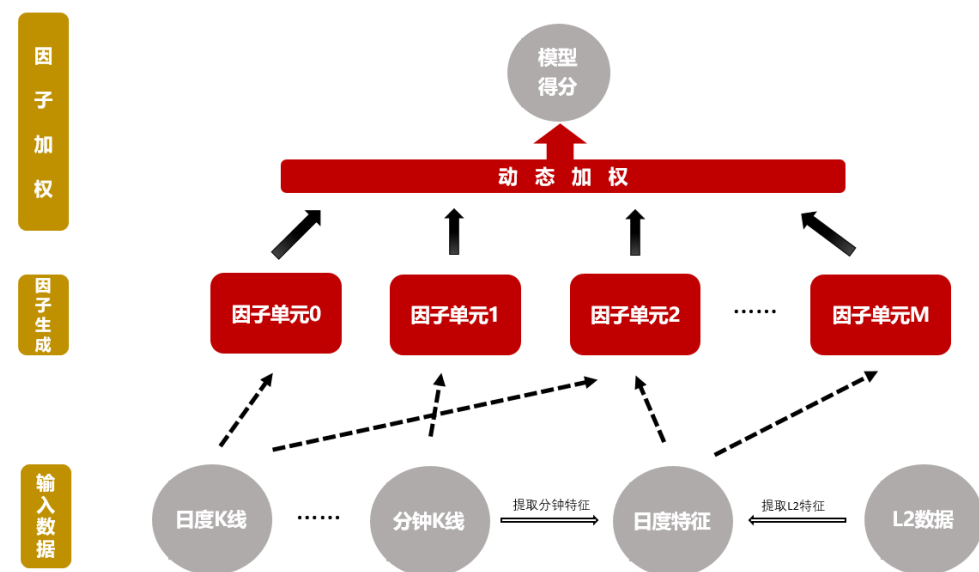 因子加权
模型
得分
动态加权
因子生成
因子单元0
因子单元1
因子单元2
……
因子单元M
输入数据
日度K线
……
分钟K线
提取分钟特征
日度特征
提取L2特征
L2数据